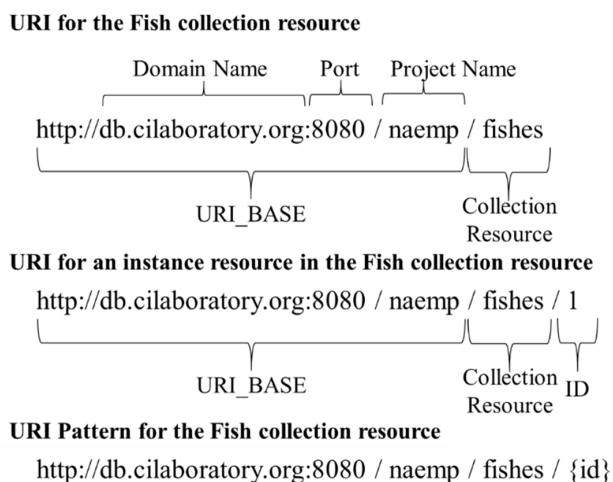 URI for the Fish collection resource
Domain Name Port Project Name
http://db.cilaboratory.org:8080 / naemp / fishes
URI_BASE Collection
Resource
URI for an instance resource in the Fish collection resource
http://db.cilaboratory.org:8080 / naemp / fishes / 1
URI_BASE Collection ID
Resource
URI Pattern for the Fish collection resource
http://db.cilaboratory.org:8080 / naemp / fishes / {id}